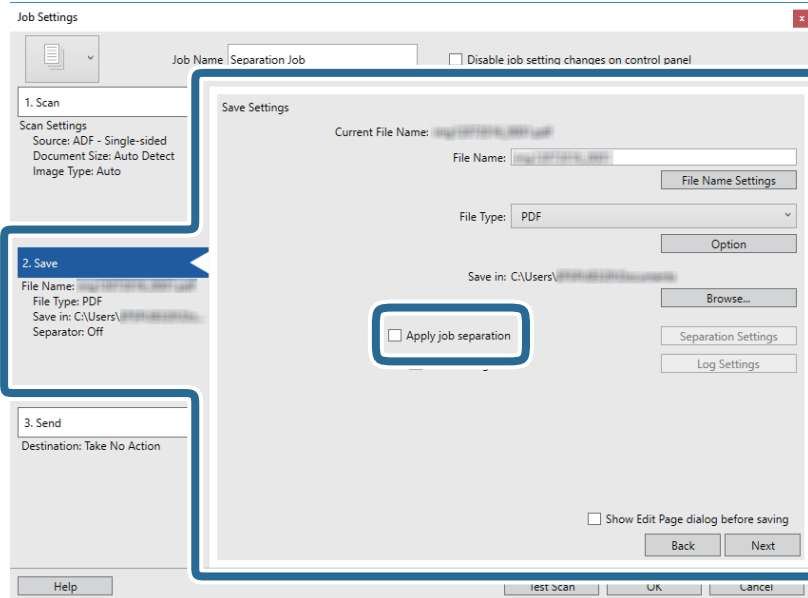 Job Settings
x
Job Name Separation Job
Disable job setting changes on control panel
1. Scan
Scan Settings
Source: ADF - Single-sided
Document Size: Auto Detect
Image Type: Auto
Save Settings
Current File Name:
File Name:
File Name Settings
File Type: PDF
Option
Save in: C:\Users\
Browse...
Apply job separation
Separation Settings
Log Settings
2. Save
File Name:
File Type: PDF
Save in: C:\Users\
Separator: Off
3. Send
Destination: Take No Action
Show Edit Page dialog before saving
Back Next
Help Test Scan OK Cancel